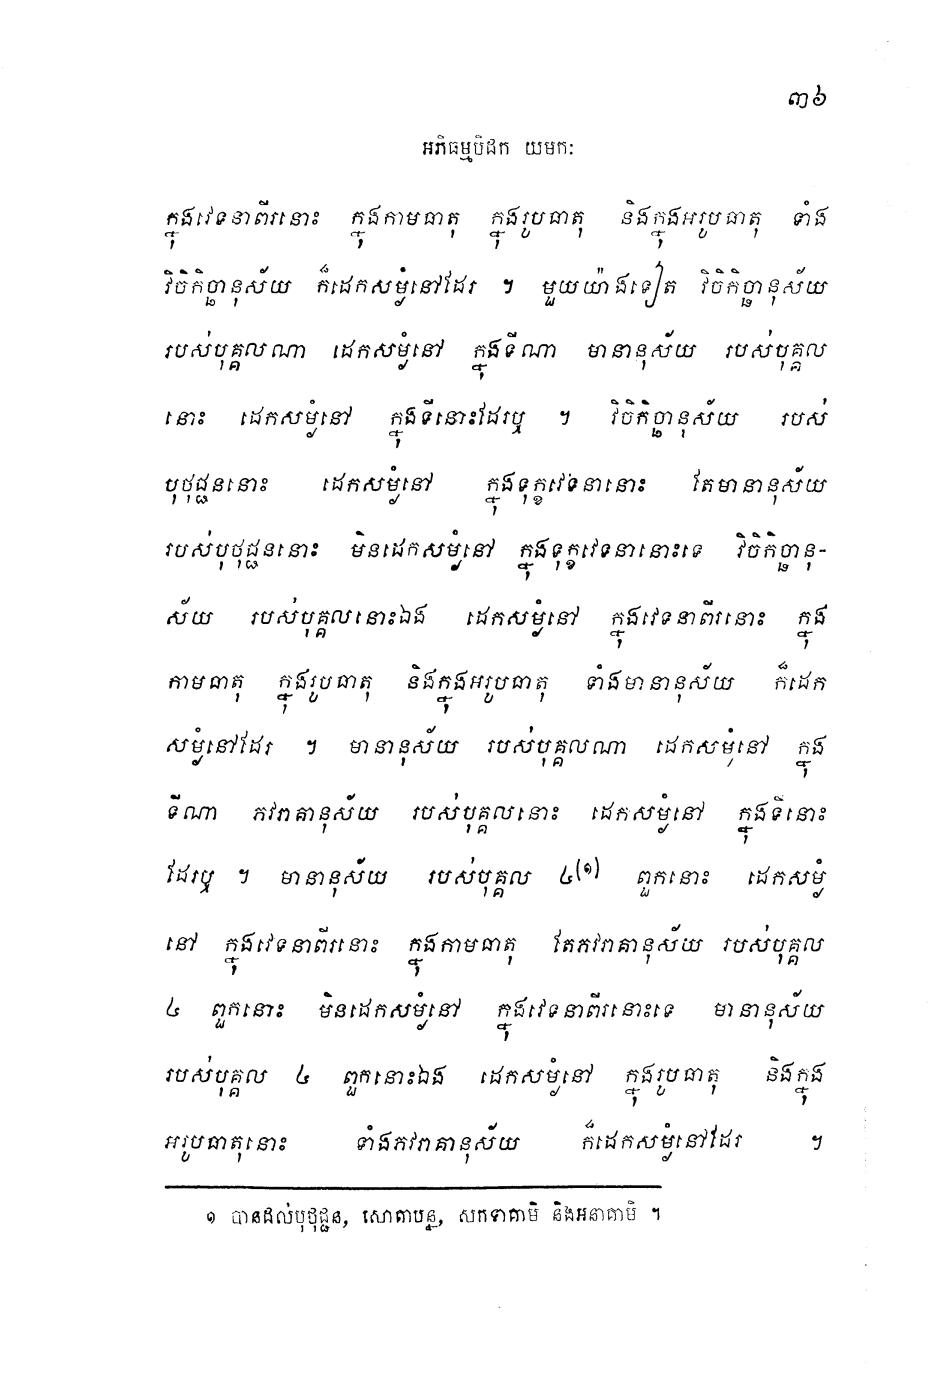 ៣៦
អភិធម្មបិដក យមកៈ
ក្នុងវេទនាពីរនោះ ក្នុងកាមធាតុ ក្នុងរូបធាតុ និងក្នុងអរូបធាតុ ទាំង
វិចិកិច្ឆានុស័យ ក៏ដេកសម្ងំនៅដែរ ។ មួយយ៉ាងទៀត វិចិកិច្ឆានុស័យ
របស់បុគ្គលណា ដេកសម្ងំនៅ ក្នុងទីណា មានានុស័យ របស់បុគ្គល
នោះ ដេកសម្ងំនៅ ក្នុងទីនោះដែរឬ ។ វិចិកិច្ឆានុស័យ របស់
បុថុជ្ជននោះ ដេកសម្ងំនៅ ក្នុងទុក្ខវេទនានោះ តែមានានុស័យ
របស់បុថុជ្ជននោះ មិនដេកសម្ងំនៅ ក្នុងទុក្ខវេទនានោះទេ វិចិកិច្ឆានុ-
ស័យ របស់បុគ្គលនោះឯង ដេកសម្ងំនៅ ក្នុងវេទនាពីរនោះ ក្នុង
កាមធាតុ ក្នុងរូបធាតុ និងក្នុងអរូបធាតុ ទាំងមានានុស័យ ក៏ដេក
សម្ងំនៅដែរ ។ មានានុស័យ របស់បុគ្គលណា ដេកសម្ងំនៅ ក្នុង
ទីណា ភវរាគានុស័យ របស់បុគ្គលនោះ ដេកសម្ងំនៅ ក្នុងទីនោះ
ដែរឬ ។ មានានុស័យ របស់បុគ្គល ៤(១) ពួកនោះ ដេកសម្ងំ
នៅ ក្នុងវេទនាពីរនោះ ក្នុងកាមធាតុ តែភវរាគានុស័យ របស់បុគ្គល
៤ ពួកនោះ មិនដេកសម្ងំនៅ ក្នុងវេទនាពីរនោះទេ មានានុស័យ
របស់បុគ្គល ៤ ពួកនោះឯង ដេកសម្ងំនៅ ក្នុងរូបធាតុ និងក្នុង
អរូបធាតុនោះ ទាំងភវរាគានុស័យ ក៏ដេកសម្ងំនៅដែរ ។
១ បានដល់បុថុជ្ជន, សោតាបន្ន, សកទាគាមិ និងអនាគាមិ ។